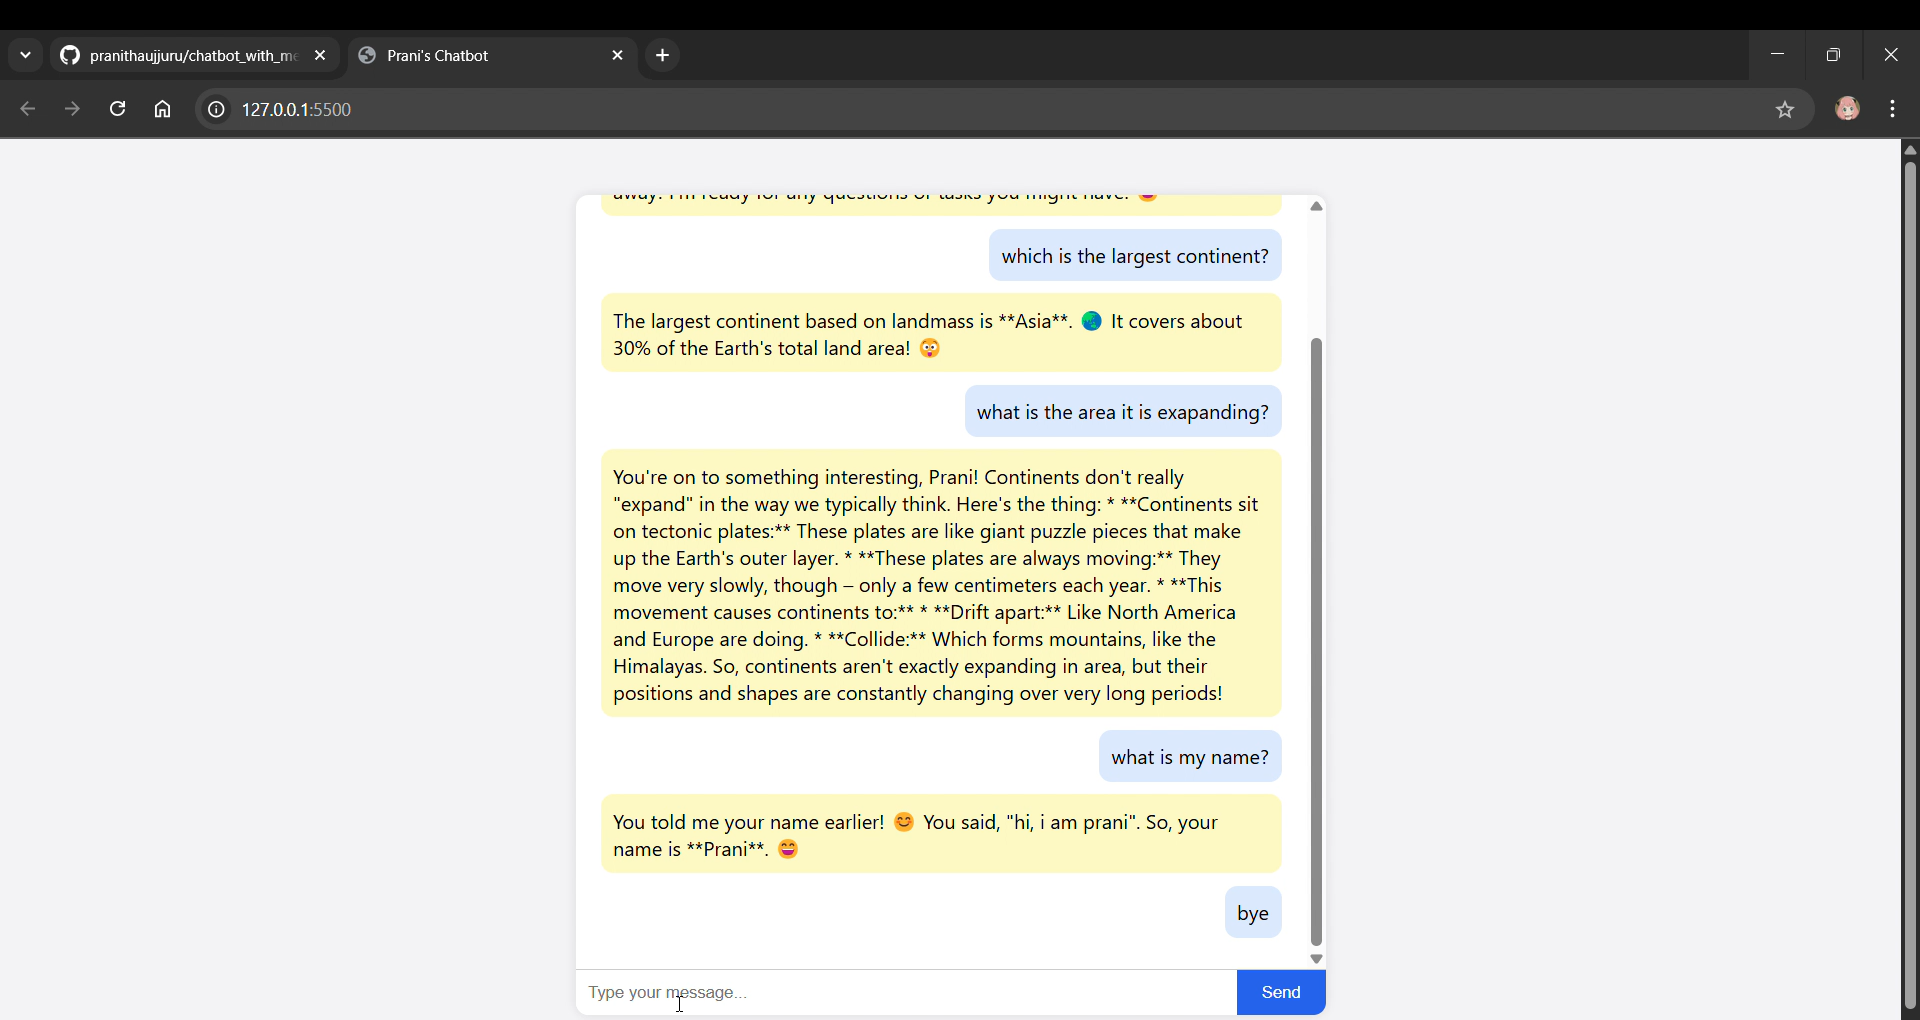 pranithaujjuru/chatbot_with_me
Prani's Chatbot
127.0.0.1:5500
away! I'm ready for any questions or tasks you might have!
which is the largest continent?
The largest continent based on landmass is **Asia**. 🌏 It covers about
30% of the Earth's total land area! 😲
what is the area it is exapanding?
You're on to something interesting, Prani! Continents don't really
"expand" in the way we typically think. Here's the thing: * **Continents sit
on tectonic plates:** These plates are like giant puzzle pieces that make
up the Earth's outer layer. * **These plates are always moving:** They
move very slowly, though – only a few centimeters each year. * **This
movement causes continents to:** * **Drift apart:** Like North America
and Europe are doing. * **Collide:** Which forms mountains, like the
Himalayas. So, continents aren't exactly expanding in area, but their
positions and shapes are constantly changing over very long periods!
what is my name?
You told me your name earlier! 😊 You said, "hi, i am prani". So, your
name is **Prani**. 😄
bye
Type your message...
Send